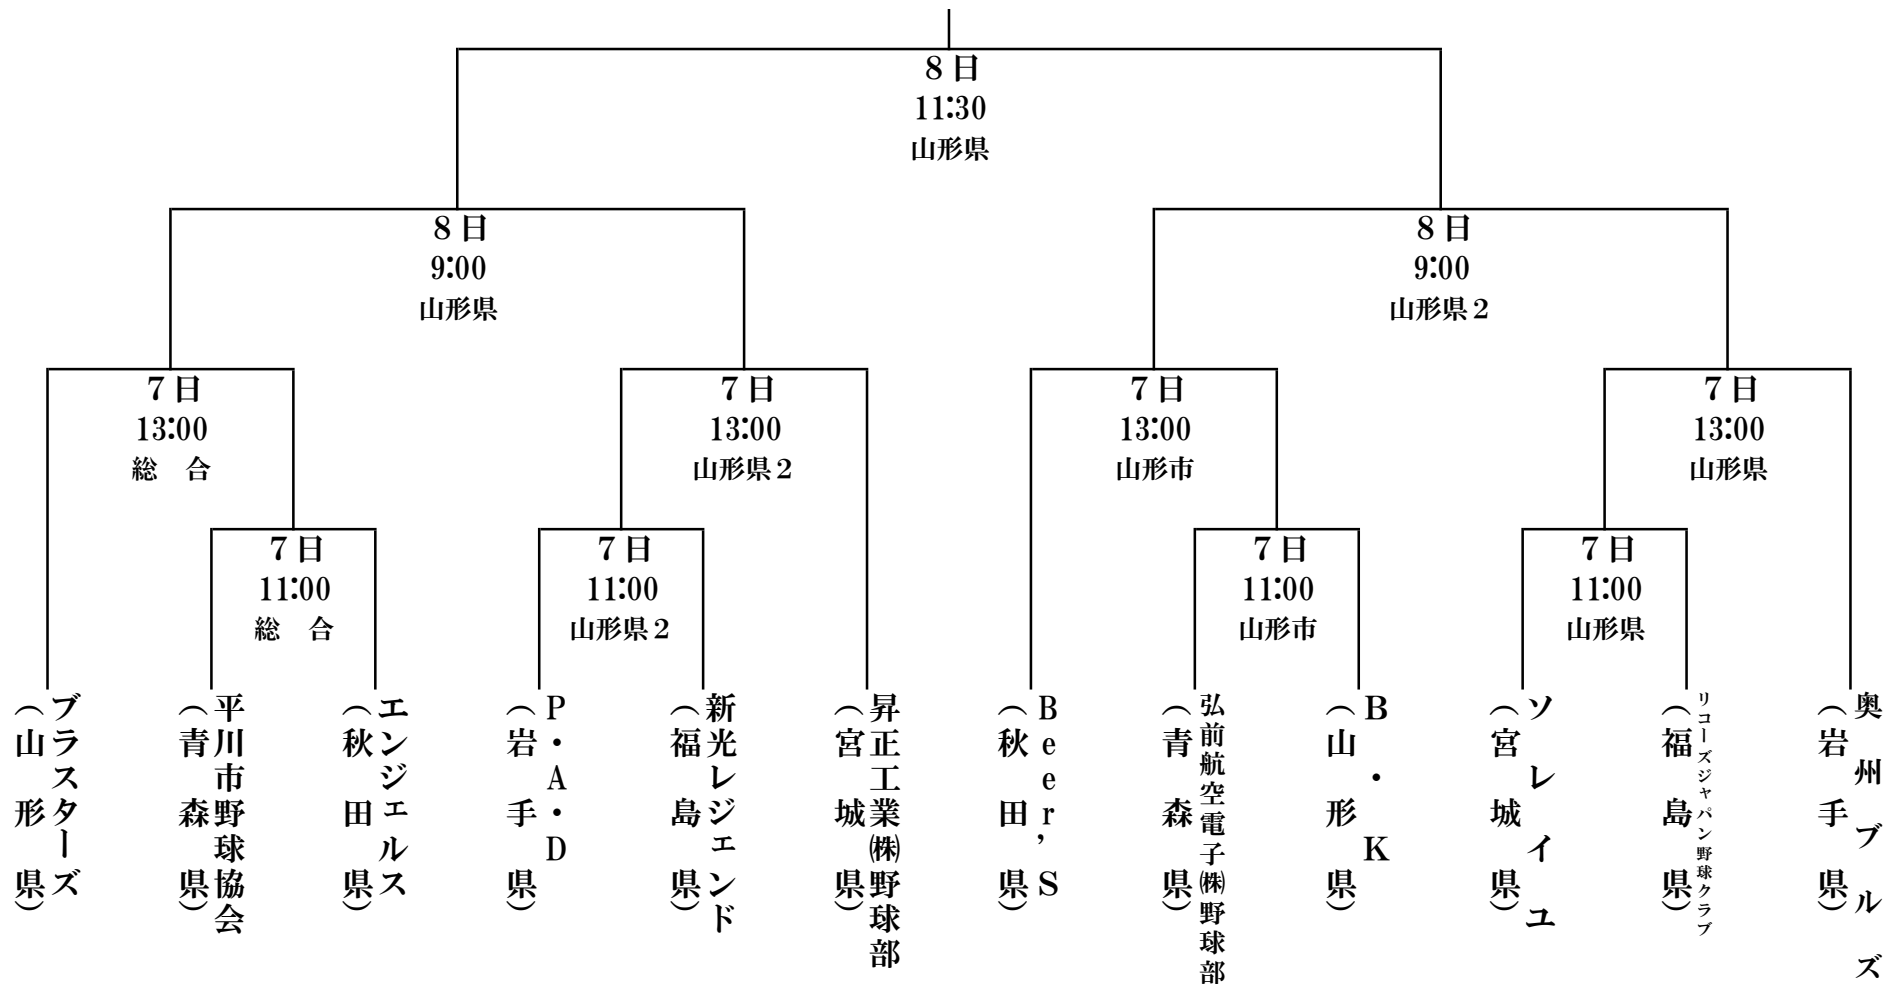 8日
11:30
山形県
8日
9:00
山形県
8日
9:00
山形県2
7日
13:00
総　合
7日
13:00
山形県2
7日
13:00
山形市
7日
13:00
山形県
7日
11:00
総　合
7日
11:00
山形県2
7日
11:00
山形市
7日
11:00
山形県
ブラスターズ
（山形県）
平川市野球協会
（青森県）
エンジェルス
（秋田県）
P・A・D
（岩手県）
新光レジェンド
（福島県）
昇正工業㈱野球部
（宮城県）
Beer’S
（秋田県）
弘前航空電子㈱野球部
（青森県）
B・K
（山形県）
ソレイユ
（宮城県）
リコーズジャパン野球クラブ
（福島県）
奥州ブルズ
（岩手県）